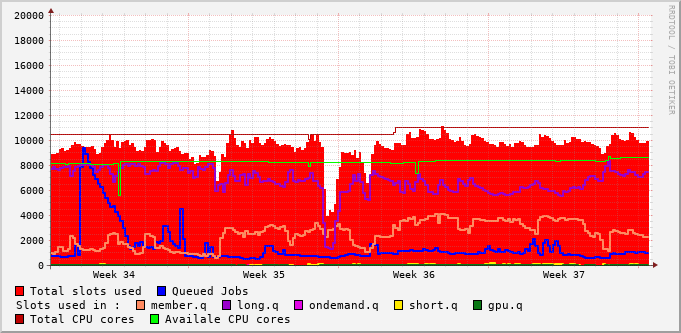 RRDTOOL / TOBI OETIKER
20000
18000
16000
14000
12000
10000
8000
6000
4000
2000
0
Week 34 Week 35 Week 36 Week 37
Total slots used Queued Jobs
Slots used in : member.q long.q ondemand.q short.q gpu.q
Total CPU cores Availale CPU cores